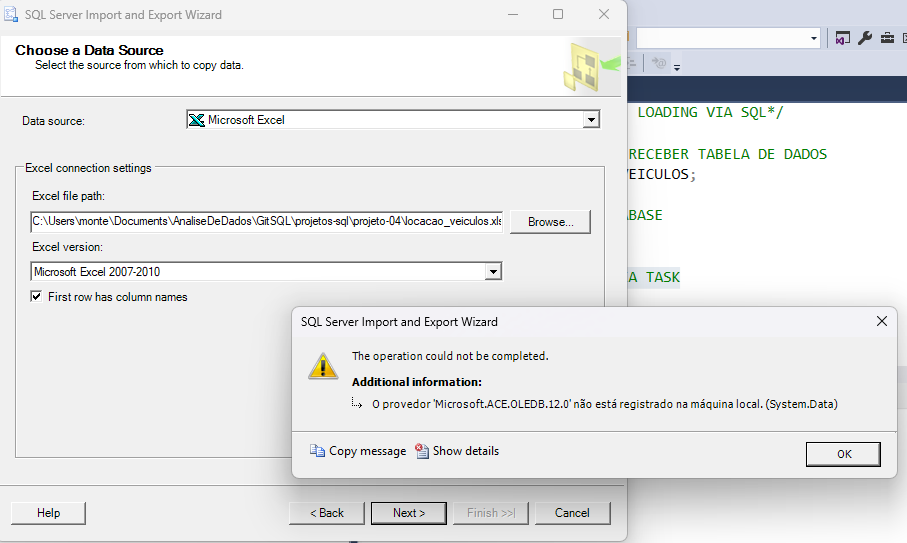 SQL Server Import and Export Wizard
Choose a Data Source
Select the source from which to copy data.
Data source:
Microsoft Excel
Excel connection settings
Excel file path:
C:\Users\monte\Documents\AnaliseDeDados\GitSQL\projetos-sql\projeto-04\locacao_veiculos.xls
Browse...
Excel version:
Microsoft Excel 2007-2010
First row has column names
LOADING VIA SQL*/
RECEBER TABELA DE DADOS
EICULOS;
BASE
A TASK
SQL Server Import and Export Wizard
The operation could not be completed.
Additional information:
O provedor 'Microsoft.ACE.OLEDB.12.0' não está registrado na máquina local. (System.Data)
Copy message
Show details
OK
Help
< Back
Next >
Finish >>|
Cancel